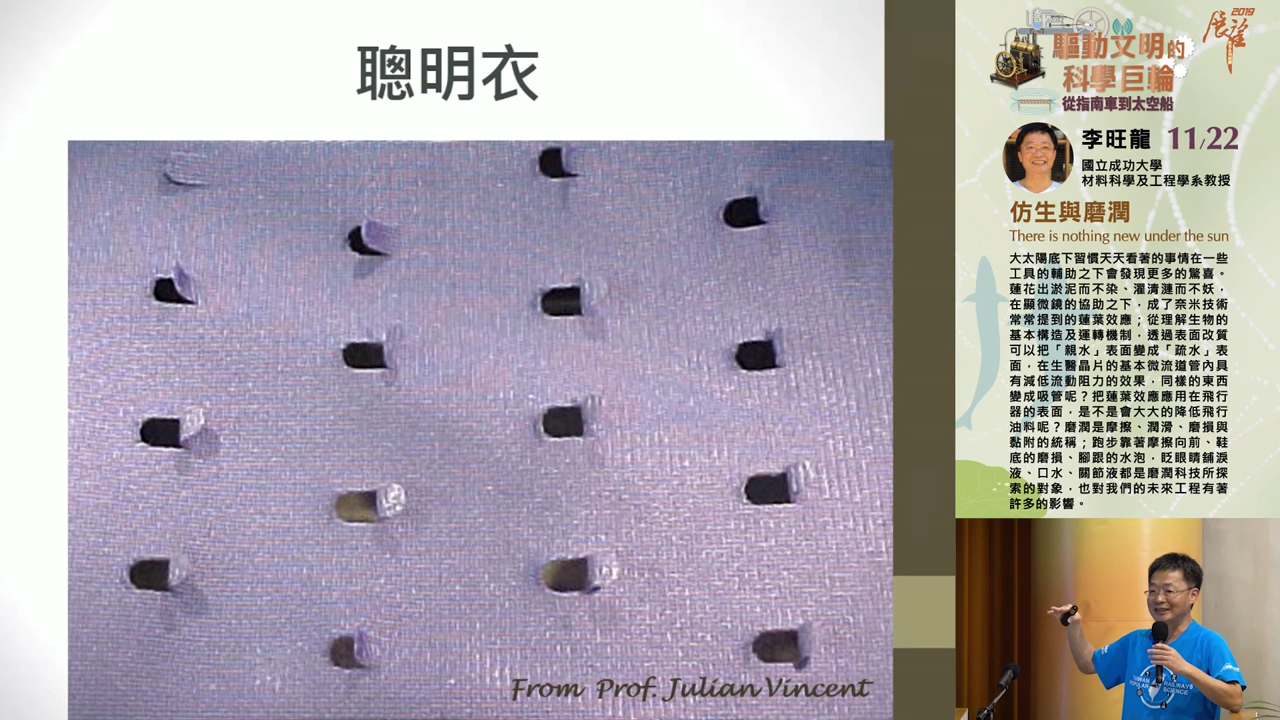 聰明衣
From Prof. Julian Vincent
2019
展望
驅動文明的
科學巨輪
從指南車到太空船
李旺龍 11/22
國立成功大學
材料科學及工程學系教授
仿生與磨潤
There is nothing new under the sun
大太陽底下習慣天天看著的事情在一些
工具的輔助之下會發現更多的驚喜。
蓮花出淤泥而不染、濯清漣而不妖，
在顯微鏡的協助之下，成了奈米技術
常常提到的蓮葉效應；從理解生物的
基本構造及運轉機制，透過表面改質
可以把「親水」表面變成「疏水」表
面，在生醫晶片的基本微流道管內具
有減低流動阻力的效果，同樣的東西
變成吸管呢？把蓮葉效應應用在飛行
器的表面，是不是會大大的降低飛行
油料呢？磨潤是摩擦、潤滑、磨損與
黏附的統稱；跑步靠著摩擦向前、鞋
底的磨損、腳跟的水泡，眨眼睛舖淚
液、口水、關節液都是磨潤科技所探
索的對象，也對我們的未來工程有著
許多的影響。